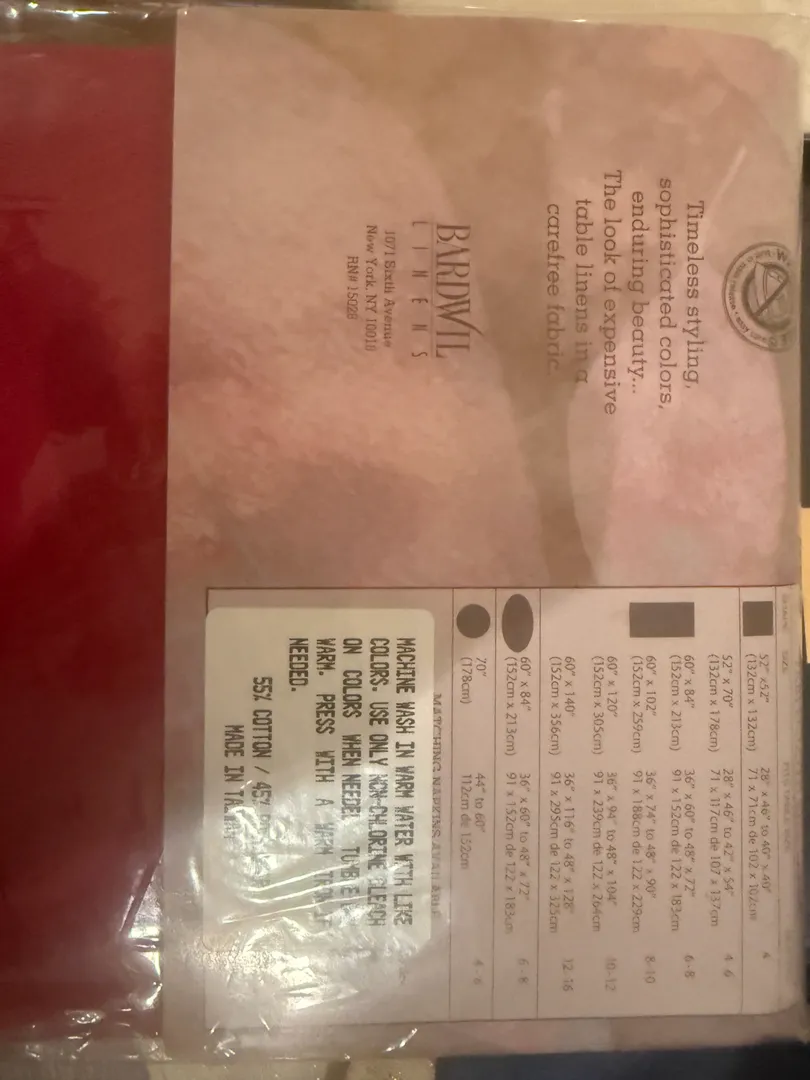 Timeless styling,
sophisticated colors,
enduring beauty...
The look of expensive
table linens in a
carefree fabric.
BARDWIL
LINENS
1071 Sixth Avenue
New York, NY 10018
RN# 15028
SIZE
52" x52" 28" x 46" to 40" x 40" 4
(132cm x 132cm) 71 x 71cm de 102 x 102cm
52" x 70" 28" x 46" to 42" x 54" 4-6
(132cm x 178cm) 71 x 117cm de 107 x 137cm
60" x 84" 36" x 60" to 48" x 72" 6-8
(152cm x 213cm) 91 x 152cm de 122 x 183cm
60" x 102" 36" x 74" to 48" x 90" 8-10
(152cm x 259cm) 91 x 188cm de 122 x 229cm
60" x 120" 36" x 94" to 48" x 104" 10-12
(152cm x 305cm) 91 x 239cm de 122 x 264cm
60" x 140" 36" x 116" to 48" x 128" 12-16
(152cm x 356cm) 91 x 295cm de 122 x 325cm
60" x 84" 36" x 60" to 48" x 72" 6-8
(152cm x 213cm) 91 x 152cm de 122 x 183cm
70" 44" to 60" 4-6
(178cm) 112cm de 152cm
MATCHING NAPKINS AVAILABLE
MACHINE WASH IN WARM WATER WITH LIKE
COLORS. USE ONLY NON-CHLORINE BLEACH
ON COLORS WHEN NEEDED. TUMBLE
WARM. PRESS WITH A WARM IRON IF
NEEDED.
55% COTTON / 45%
MADE IN